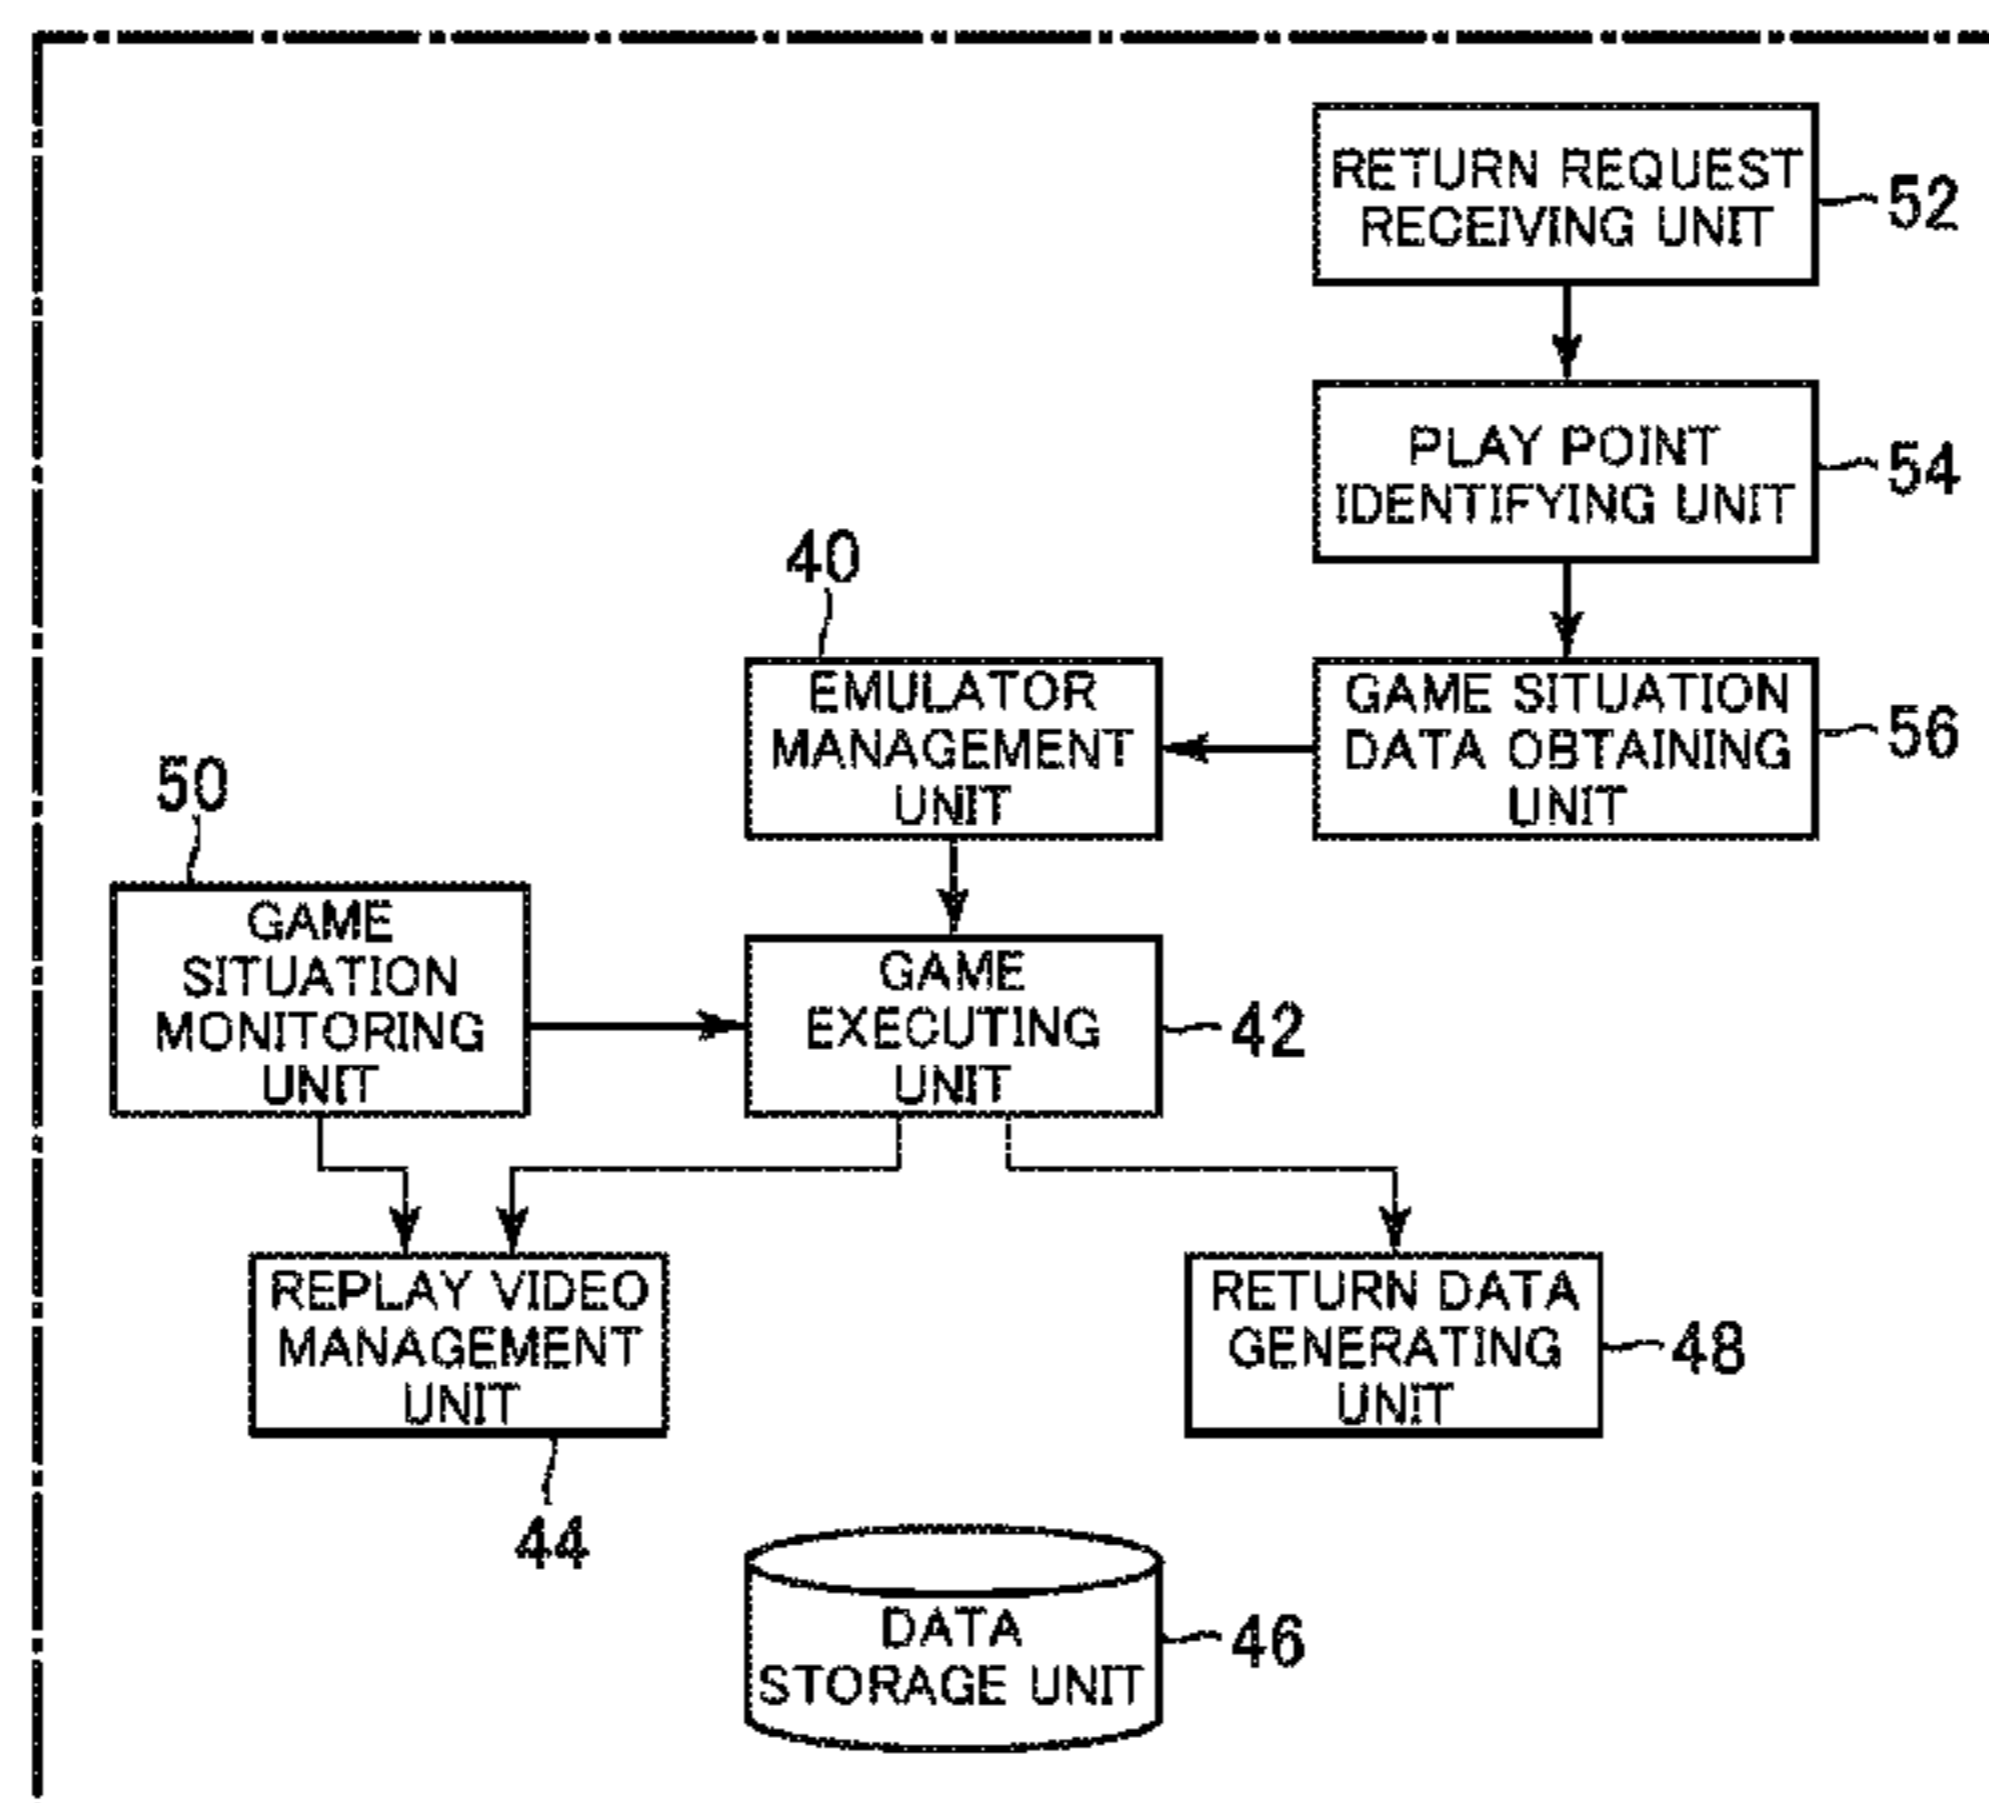 RETURN REQUEST
RECEIVING UNIT
52
PLAY POINT
IDENTIFYING UNIT
54
40
EMULATOR
MANAGEMENT
UNIT
GAME SITUATION
DATA OBTAINING
UNIT
56
50
GAME
SITUATION
MONITORING
UNIT
GAME
EXECUTING
UNIT
42
REPLAY VIDEO
MANAGEMENT
UNIT
44
RETURN DATA
GENERATING
UNIT
48
DATA
STORAGE UNIT
46